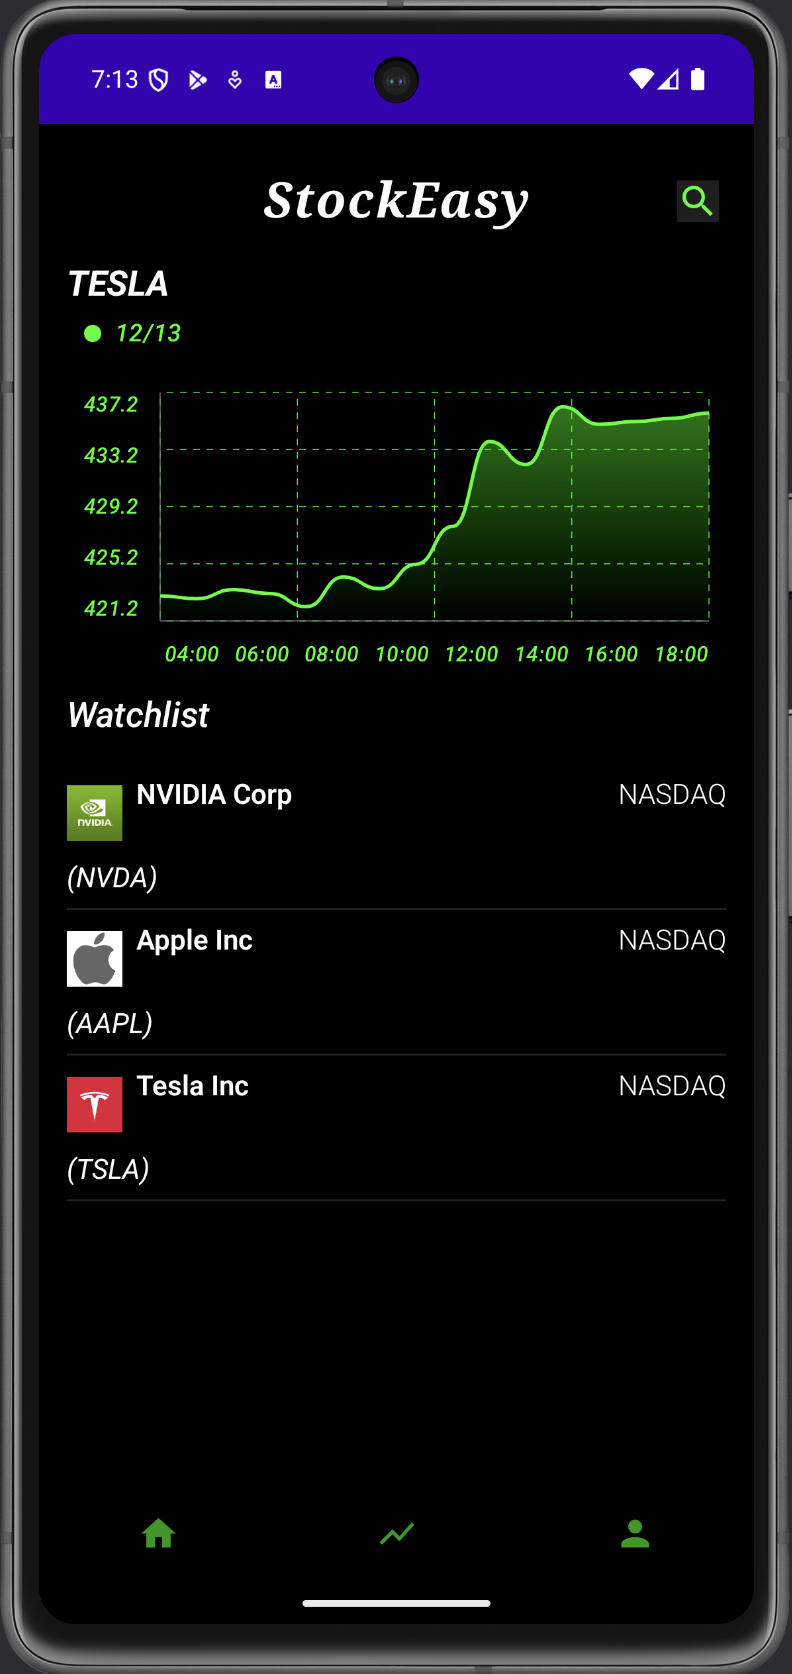 7:13
StockEasy
TESLA
12/13
437.2
433.2
429.2
425.2
421.2
04:00 06:00 08:00 10:00 12:00 14:00 16:00 18:00
Watchlist
NVIDIA Corp NASDAQ
nVIDIA
(NVDA)
Apple Inc NASDAQ
(AAPL)
Tesla Inc NASDAQ
(TSLA)